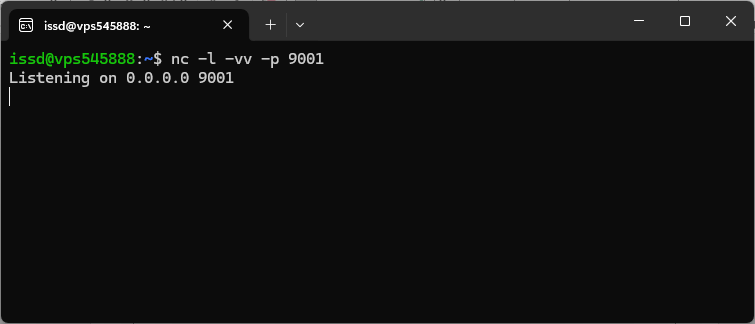 issd@vps545888: ~
issd@vps545888:~$ nc -l -vv -p 9001
Listening on 0.0.0.0 9001